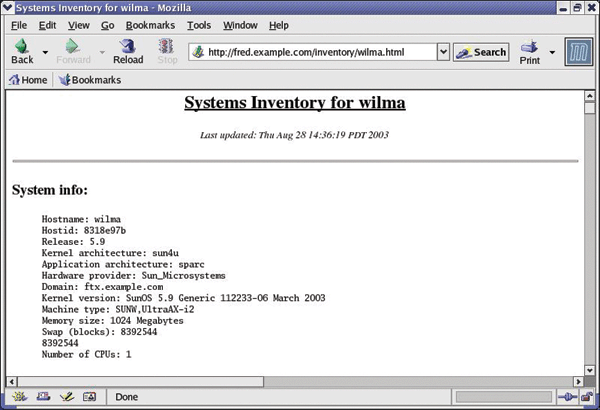 Systems Inventory for wilma - Mozilla
File Edit View Go Bookmarks Tools Window Help
Back Forward Reload Stop http://fred.example.com/inventory/wilma.html Search Print
Home Bookmarks
Systems Inventory for wilma
Last updated: Thu Aug 28 14:36:19 PDT 2003
System info:
Hostname: wilma
Hostid: 8318e97b
Release: 5.9
Kernel architecture: sun4u
Application architecture: sparc
Hardware provider: Sun_Microsystems
Domain: ftx.example.com
Kernel version: SunOS 5.9 Generic 112233-06 March 2003
Machine type: SUNW,UltraAX-i2
Memory size: 1024 Megabytes
Swap (blocks): 8392544
8392544
Number of CPUs: 1
Done